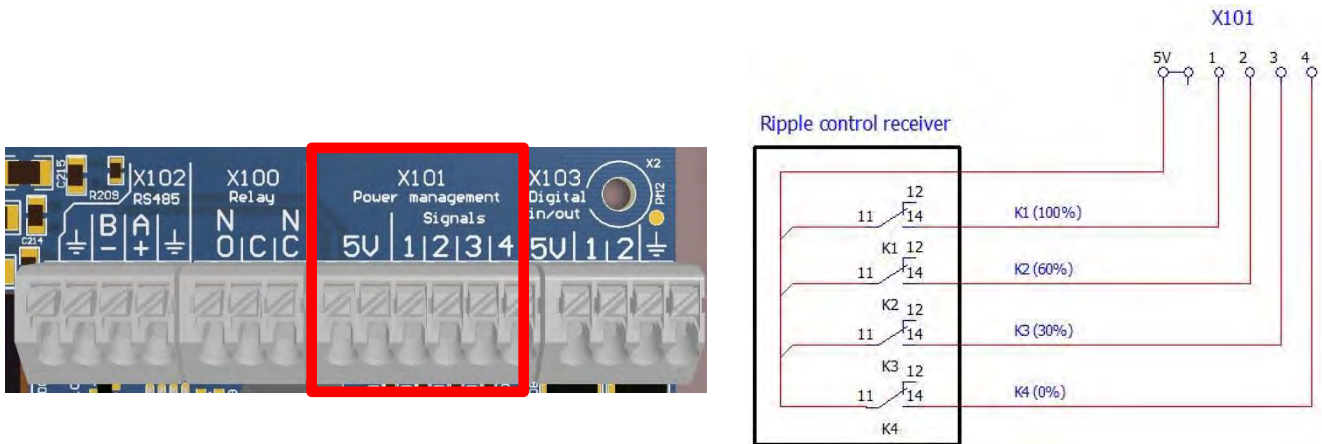 C215
R209
X102
RS485
X100
Relay
X101
Power management
Signals
X103
Digital
in/out
X2
PM2
C214
B
-
A
+
N
O
C
N
C
5V
1
2
3
4
5V
1
2
X101
5V 1 2 3 4
Ripple control receiver
12
11 14 K1 (100%)
K1 12
11 14 K2 (60%)
K2 12
11 14 K3 (30%)
K3 12
11 14 K4 (0%)
K4